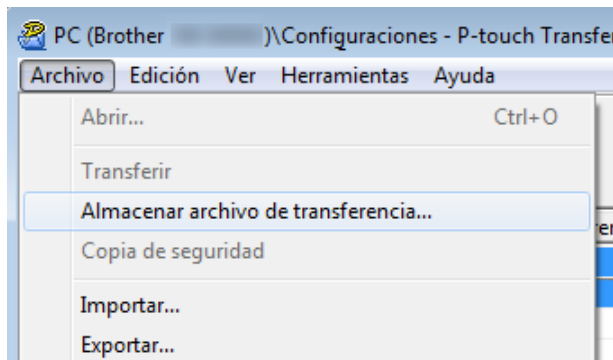 PC (Brother )\Configuraciones - P-touch Transfer
Archivo Edición Ver Herramientas Ayuda
Abrir... Ctrl+O
Transferir
Almacenar archivo de transferencia...
Copia de seguridad
Importar...
Exportar...